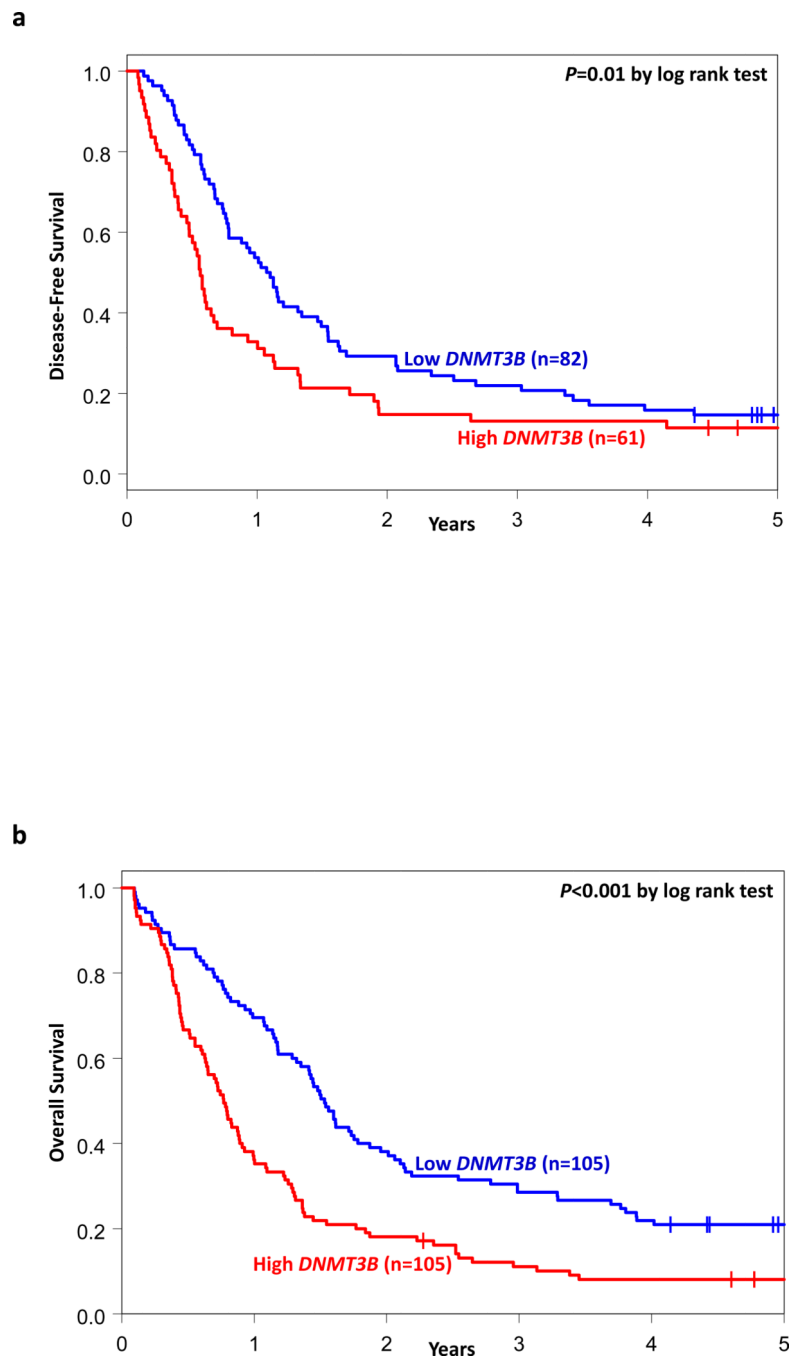 a
P=0.01 by log rank test
1.0
0.8
0.6
0.4
0.2
0.0
Disease-Free Survival
Low DNMT3B (n=82)
High DNMT3B (n=61)
0 1 2 3 4 5
Years
b
P<0.001 by log rank test
1.0
0.8
0.6
0.4
0.2
0.0
Overall Survival
Low DNMT3B (n=105)
High DNMT3B (n=105)
0 1 2 3 4 5
Years